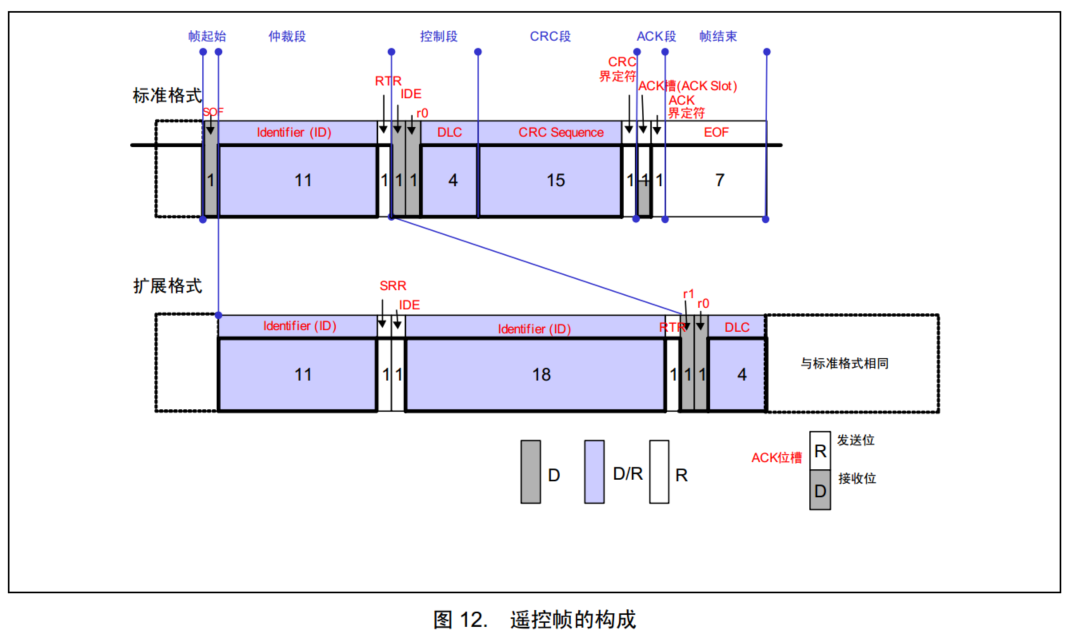 帧起始 仲裁段 控制段 CRC段 ACK段 帧结束
CRC
界定符
RTR
IDE
ACK槽(ACK Slot)
ACK
界定符
标准格式
SOF
r0
Identifier (ID) DLC CRC Sequence EOF
1 11 1 1 1 4 15 1 1 7
扩展格式
SRR
IDE
r1
r0
Identifier (ID) Identifier (ID) RTR DLC
11 1 1 18 1 1 1 4
与标准格式相同
D D/R R
ACK位槽
R 发送位
D 接收位
图 12. 遥控帧的构成